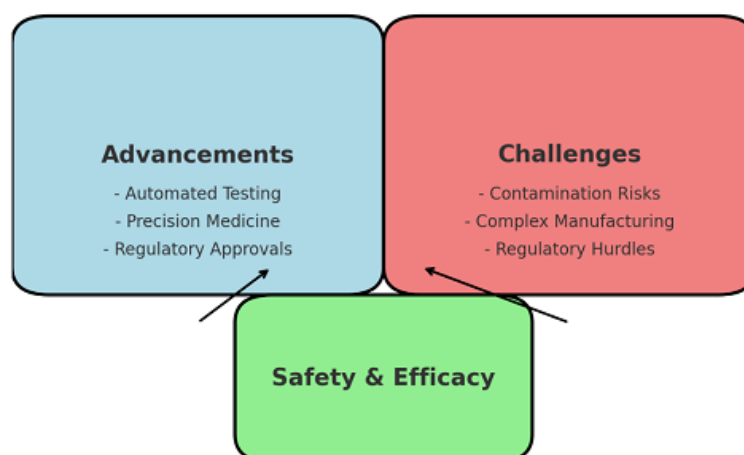 Advancements
- Automated Testing
- Precision Medicine
- Regulatory Approvals
Challenges
- Contamination Risks
- Complex Manufacturing
- Regulatory Hurdles
Safety & Efficacy